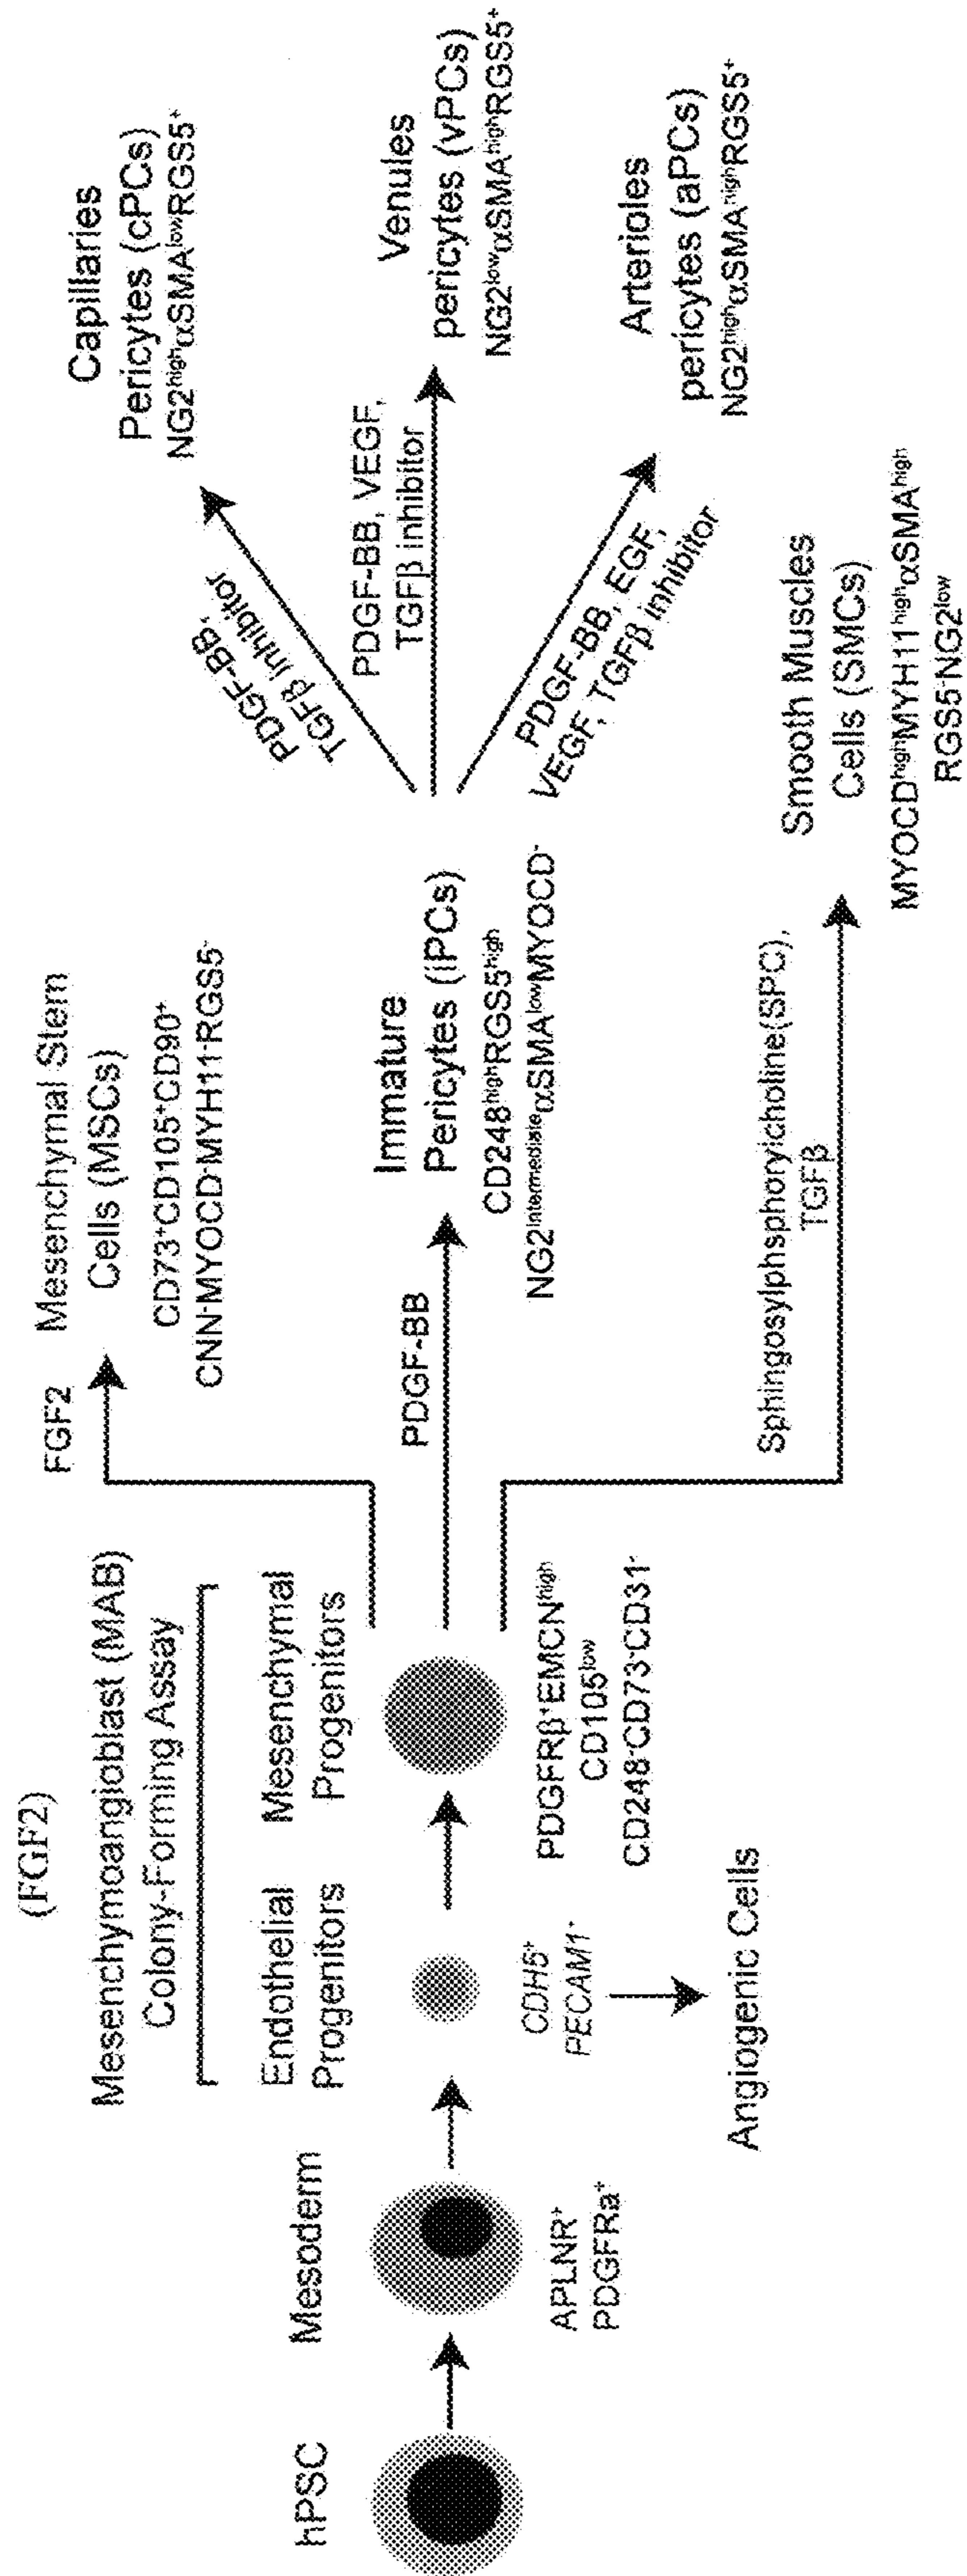 (FGF2)
Mesenchymoangioblast (MAB)
Colony-Forming Assay
hPSC
Mesoderm
APLNR⁺
PDGFRa⁺
Endothelial
Progenitors
CDH5⁺
PECAM1⁺
Angiogenic Cells
Mesenchymal
Progenitors
PDGFRβ⁺EMCNʰⁱᵍʰ
CD105ˡᵒʷ
CD248⁻CD73⁻CD31⁻
FGF2
Mesenchymal Stem
Cells (MSCs)
CD73⁺CD105⁺CD90⁺
CNN⁻MYOCD⁻MYH11⁻RGS5⁻
PDGF-BB
Immature
Pericytes (iPCs)
CD248ʰⁱᵍʰRGS5ʰⁱᵍʰ
NG2ⁱⁿᵗᵉʳᵐᵉᵈⁱᵃᵗᵉαSMAˡᵒʷMYOCD⁻
Sphingosylphsphorylcholine(SPC),
TGFβ
Smooth Muscles
Cells (SMCs)
MYOCDʰⁱᵍʰMYH11ʰⁱᵍʰαSMAʰⁱᵍʰ
RGS5⁻NG2ˡᵒʷ
PDGF-BB,
TGFβ inhibitor
Capillaries
Pericytes (cPCs)
NG2ʰⁱᵍʰαSMAˡᵒʷRGS5⁺
PDGF-BB, VEGF,
TGFβ inhibitor
Venules
pericytes (vPCs)
NG2ˡᵒʷαSMAʰⁱᵍʰRGS5⁺
PDGF-BB, EGF,
VEGF, TGFβ inhibitor
Arterioles
pericytes (aPCs)
NG2ʰⁱᵍʰαSMAʰⁱᵍʰRGS5⁺